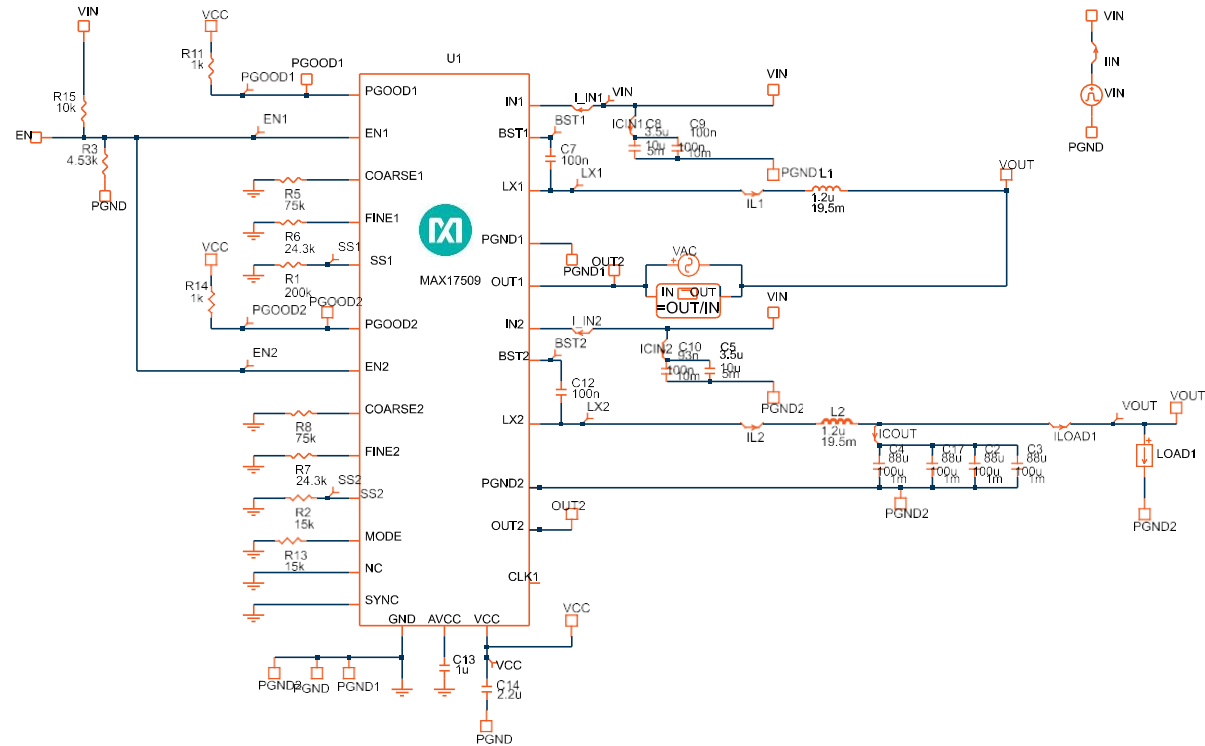 VIN
VCC
R11
1k
PGOOD1
PGOOD1
U1
PGOOD1
R15
10k
EN
EN1
EN1
R3
4.53k
PGND
COARSE1
R5
75k
FINE1
R6
24.3k
VCC
SS1
SS1
R1
200k
R14
1k
PGOOD2
PGOOD2
PGOOD2
EN2
EN2
COARSE2
R8
75k
FINE2
R7
24.3k
SS2
SS2
R2
15k
MODE
R13
15k
NC
SYNC
MAX17509
GND
AVCC
VCC
PGND2
PGND
PGND1
C13
1u
VCC
C14
2.2u
PGND
VCC
IN1
I_IN1
VIN
VIN
BST1
BST1
ICIN1
C8
3.5u
10u
5m
C9
100n
100n
10m
C7
100n
PGND1
LX1
LX1
IL1
L1
1.2u
19.5m
VOUT
PGND1
PGND1
OUT1
OUT2
VAC
IN
OUT
=OUT/IN
IN2
I_IN2
VIN
BST2
BST2
ICIN2
C10
93n
100n
10m
C5
3.5u
10u
5m
C12
100n
PGND2
LX2
LX2
IL2
L2
1.2u
19.5m
ICOUT
ILOAD1
VOUT
VOUT
C4
88u
100u
1m
C17
88u
100u
1m
C2
88u
100u
1m
C3
88u
100u
1m
LOAD1
PGND2
PGND2
PGND2
OUT2
OUT2
CLK1
VIN
IIN
VIN
PGND